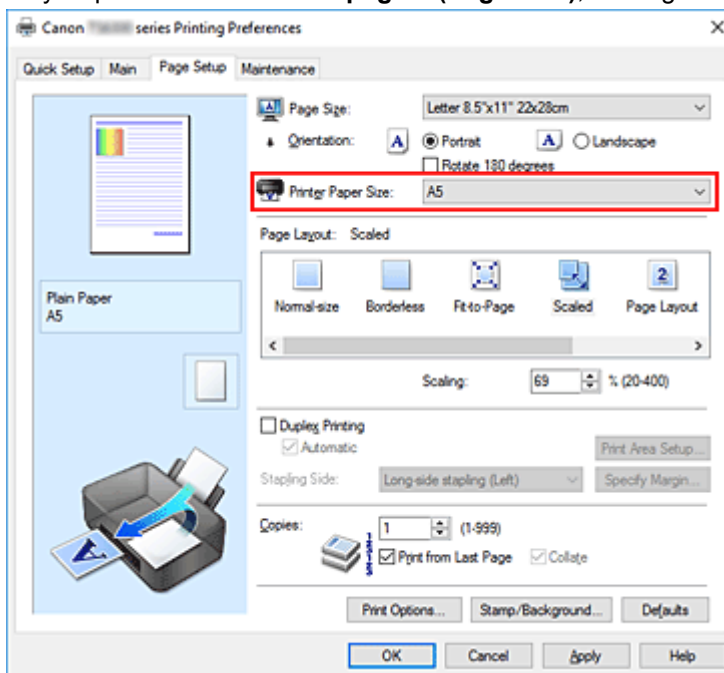 Canon series Printing Preferences
Quick Setup Main Page Setup Maintenance
Page Size: Letter 8.5"x11" 22x28cm
Orientation: A Portrait A Landscape
Rotate 180 degrees
Printer Paper Size: A5
Page Layout: Scaled
Plain Paper
A5
2
Normal-size Borderless Fit-to-Page Scaled Page Layout
Scaling: 69 % (20-400)
Duplex Printing
Automatic
Print Area Setup...
Stapling Side: Long-side stapling (Left) Specify Margin...
Copies: 1 (1-999)
Print from Last Page Collate
A
Print Options... Stamp/Background... Defaults
OK Cancel Apply Help